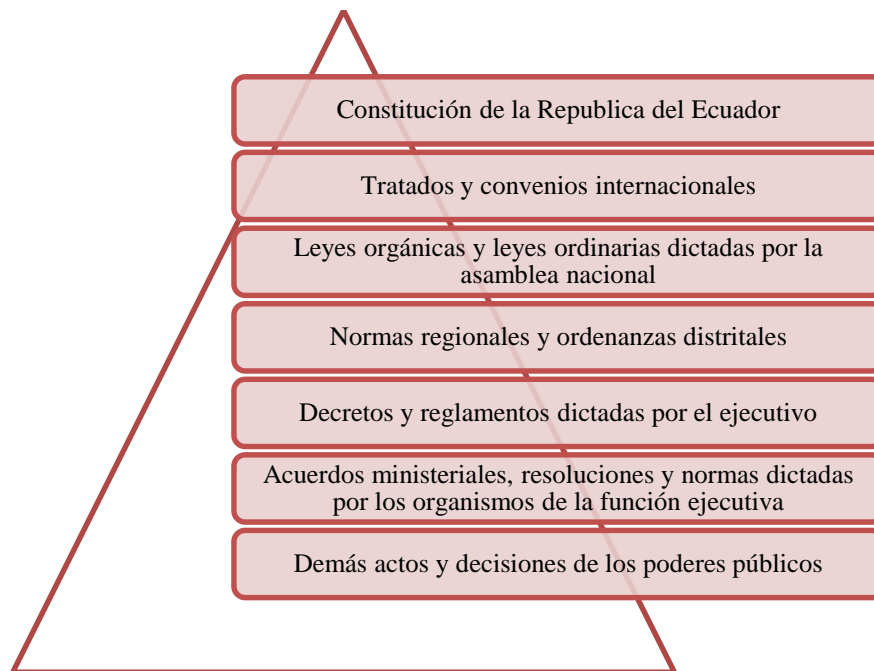 Constitución de la Republica del Ecuador
Tratados y convenios internacionales
Leyes orgánicas y leyes ordinarias dictadas por la
asamblea nacional
Normas regionales y ordenanzas distritales
Decretos y reglamentos dictadas por el ejecutivo
Acuerdos ministeriales, resoluciones y normas dictadas
por los organismos de la función ejecutiva
Demás actos y decisiones de los poderes públicos